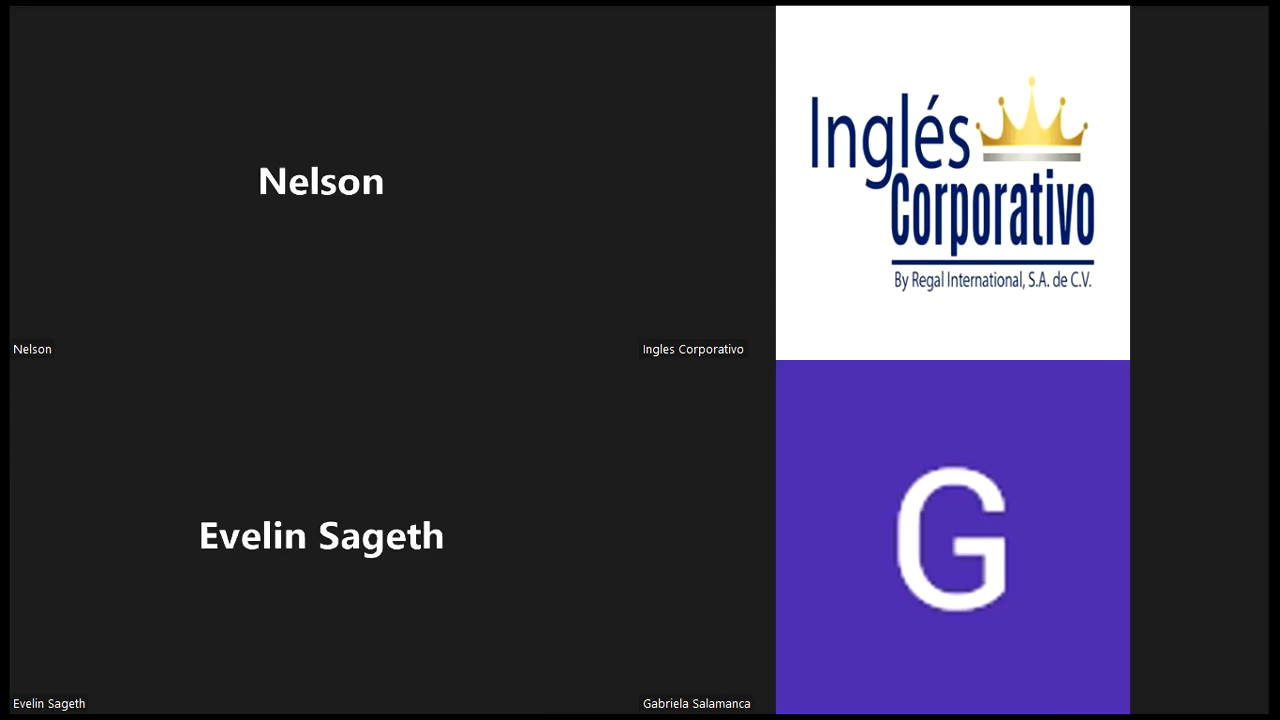 Nelson
Nelson
Inglés
Corporativo
By Regal International, S.A. de C.V.
Ingles Corporativo
Evelin Sageth
Evelin Sageth
G
Gabriela Salamanca